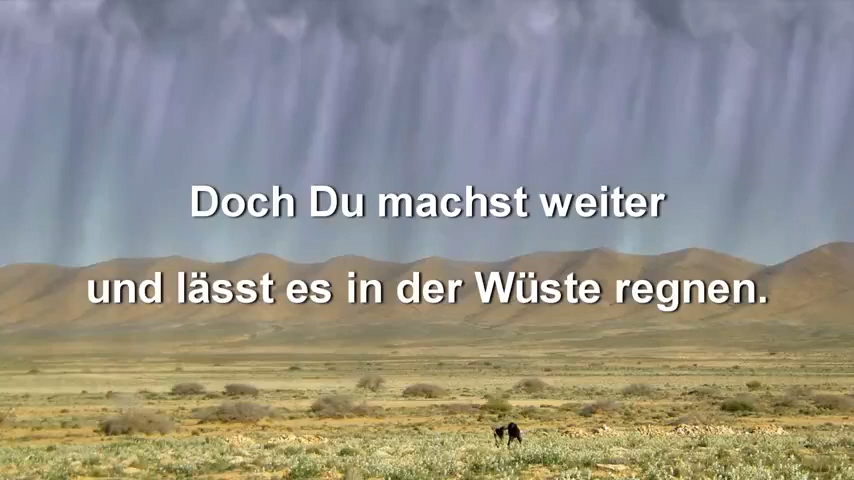 Doch Du machst weiter
und lässt es in der Wüste regnen.